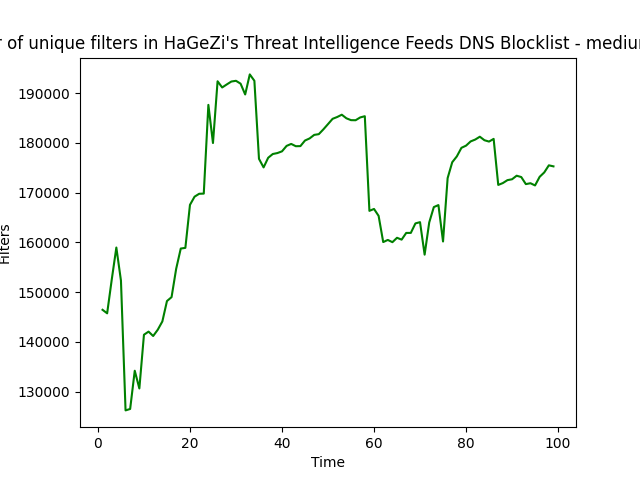 r of unique filters in HaGeZi's Threat Intelligence Feeds DNS Blocklist - mediu
190000
180000
170000
160000
150000
140000
130000
Filters
0 20 40 60 80 100
Time